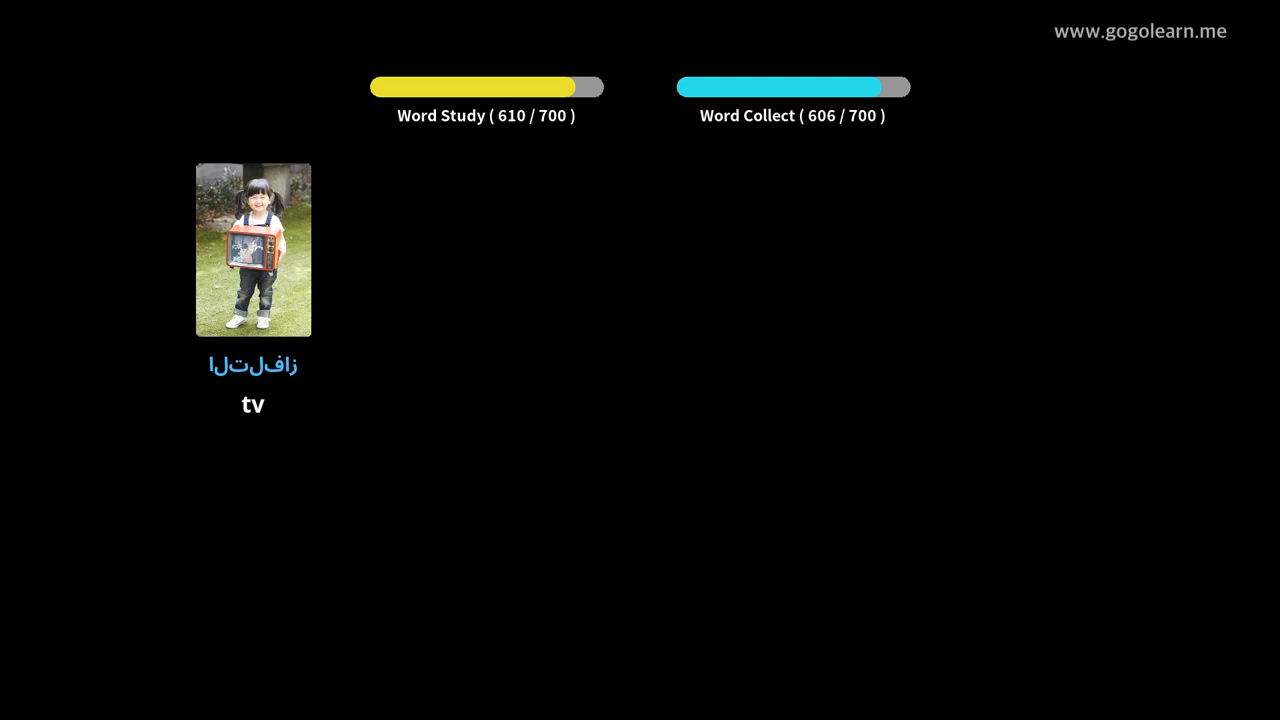 www.gogolearn.me
Word Study ( 610 / 700 )
Word Collect ( 606 / 700 )
التلفاز
tv